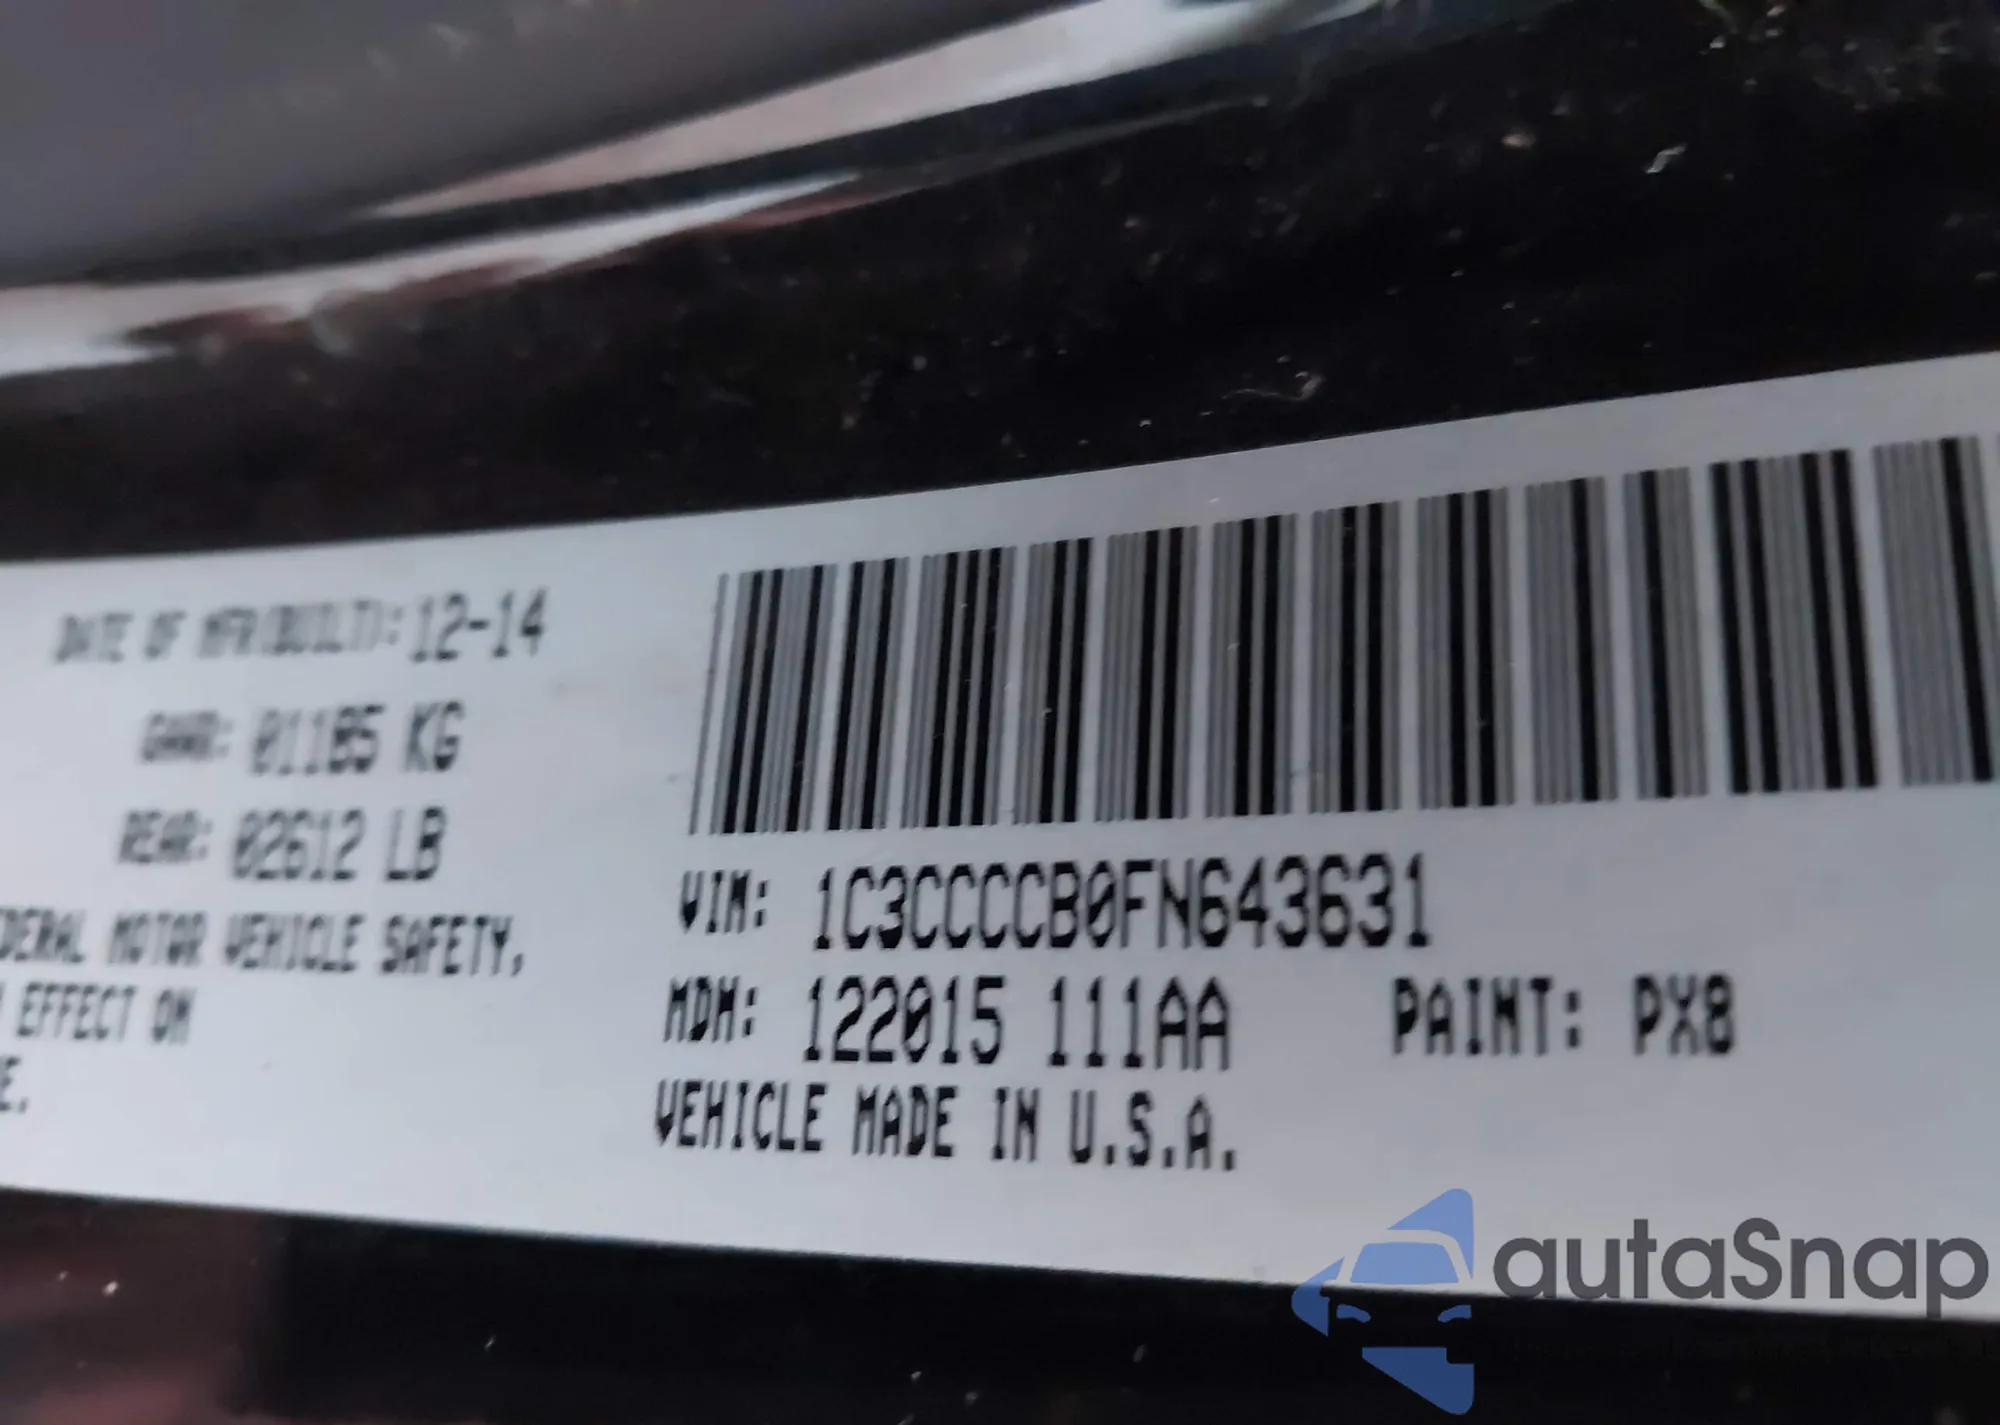 DATE OF MFR(BUILT): 12-14
GAWR: 01185 KG
REAR: 02612 LB
DERAL MOTOR VEHICLE SAFETY,
EFFECT ON
E.
VIN: 1C3CCCCB0FN643631
MDH: 122015 111AA PAINT: PX8
VEHICLE MADE IN U.S.A.
autaSnap